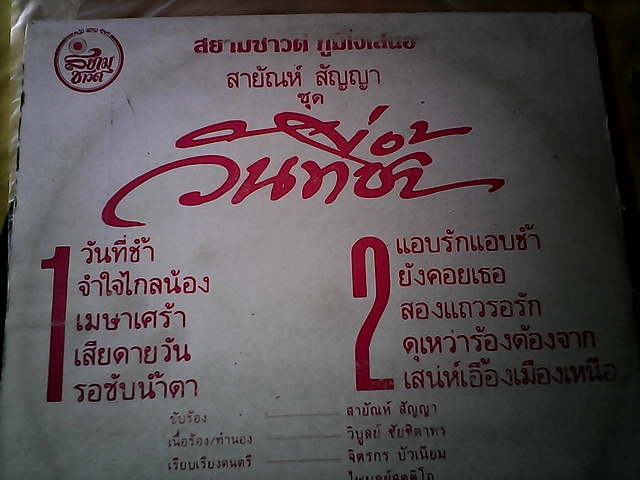 สยามซาวด์ ภูมิใจเสนอ
สยาม
ซาวด์
สายัณห์ สัญญา
ชุด
วันที่ช้ำ
1
วันที่ช้ำ
จำใจไกลน้อง
เมษาเศร้า
เสียดายวัน
รอซับน้ำตา
2
แอบรักแอบช้ำ
ยังคอยเธอ
สองแถวรอรัก
ดุเหว่าร้องต้องจาก
เสน่ห์เอื้องเมืองเหนือ
ขับร้อง สายัณห์ สัญญา
เนื้อร้อง/ทำนอง วิบูลย์
เรียบเรียงดนตรี จิตรกร บัวเนียม